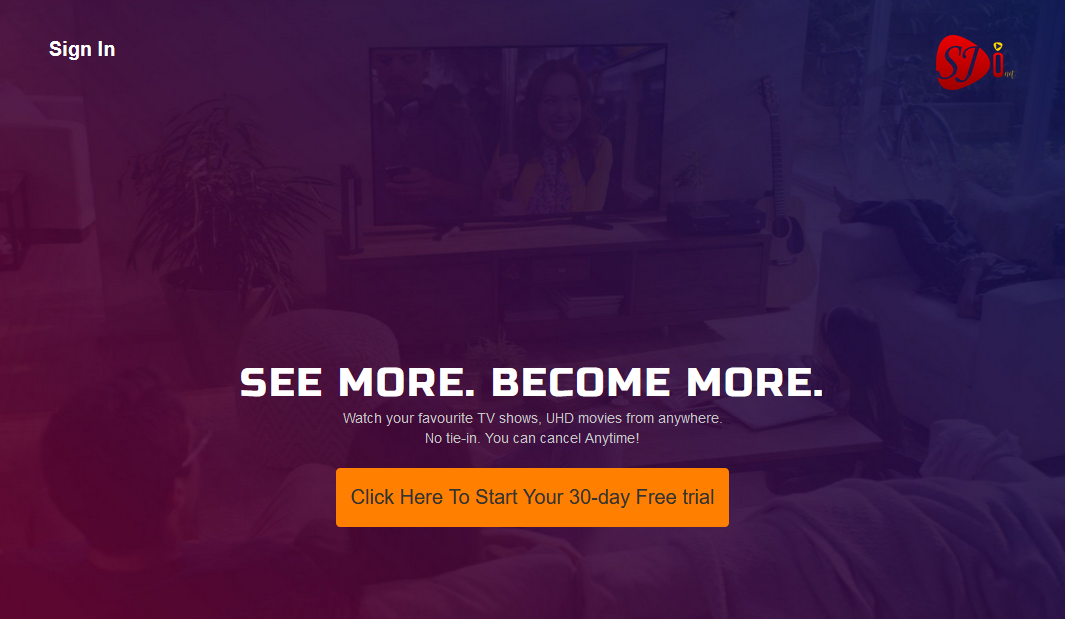 Sign In
SJ
net
SEE MORE. BECOME MORE.
Watch your favourite TV shows, UHD movies from anywhere.
No tie-in. You can cancel Anytime!
Click Here To Start Your 30-day Free trial